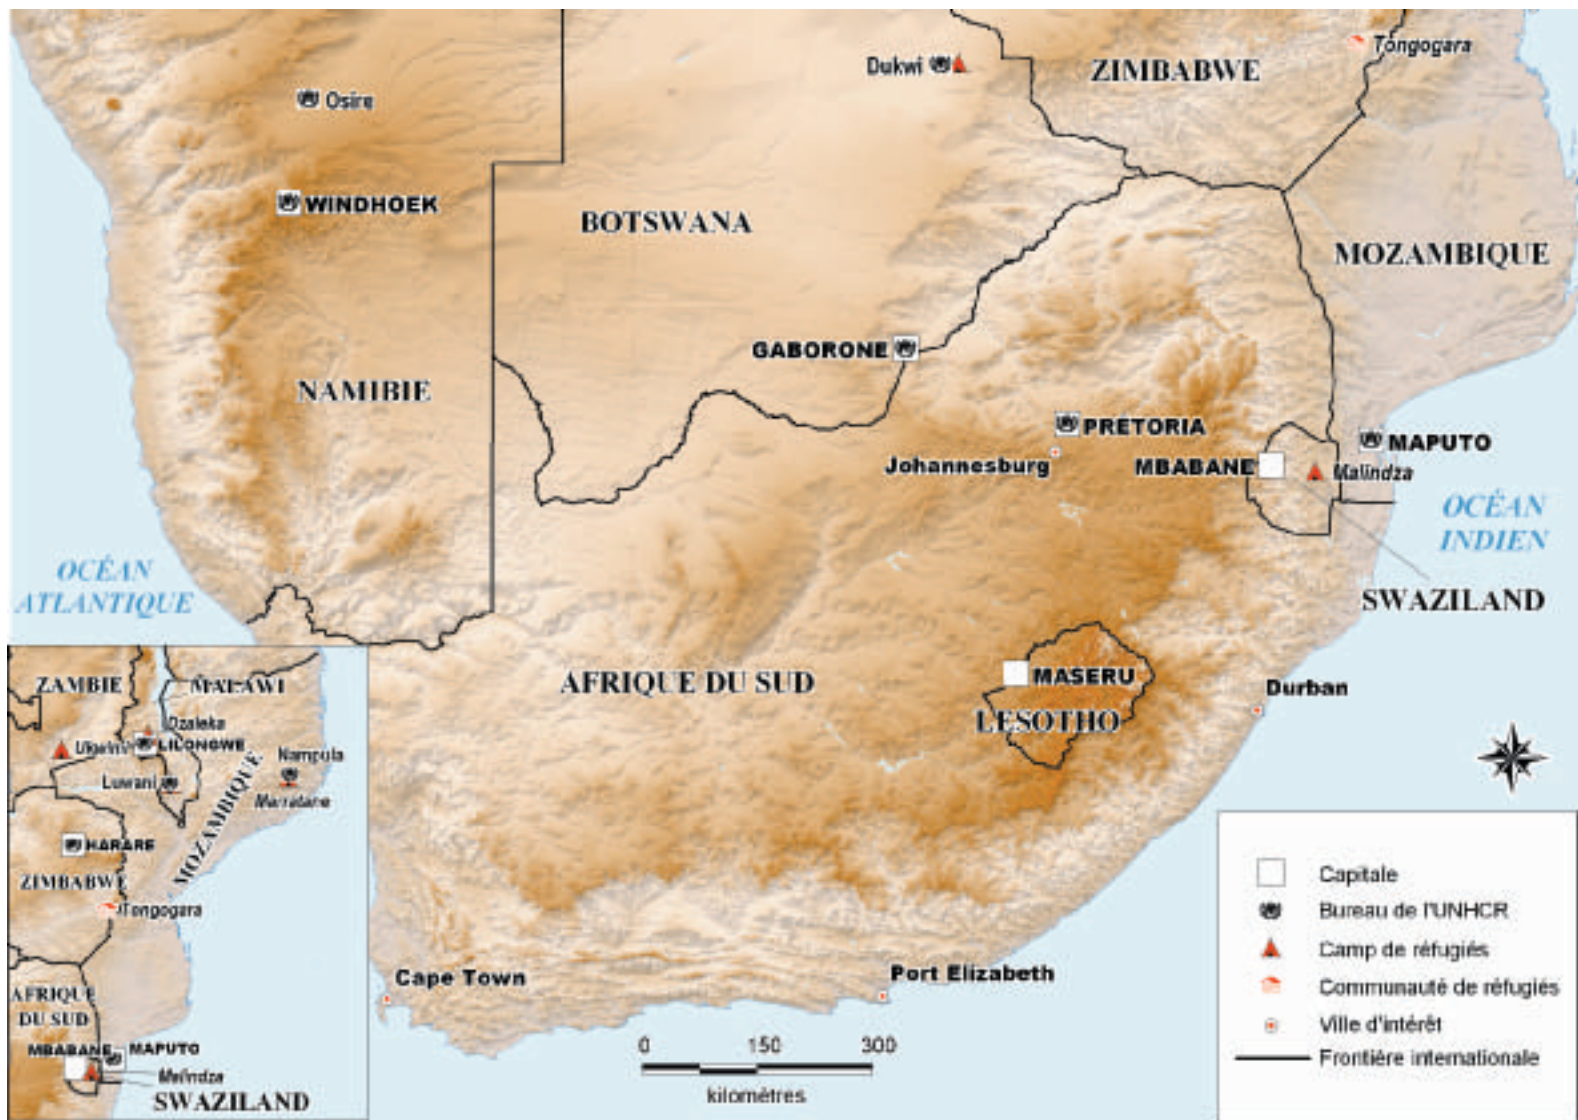 Dukwi
ZIMBABWE
Tongogara
Osire
WINDHOEK
BOTSWANA
MOZAMBIQUE
GABORONE
NAMIBIE
PRÉTORIA
Johannesburg
MBABANE
MAPUTO
Malindza
OCÉAN
INDIEN
OCÉAN
ATLANTIQUE
SWAZILAND
AFRIQUE DU SUD
MASERU
LESOTHO
Durban
Cape Town
Port Elizabeth
ZAMBIE
MALAWI
Dzaleka
LILONGWE
Luwani
Nampula
Marratane
MOZAMBIQUE
HARARE
ZIMBABWE
Tongogara
AFRIQUE
DU SUD
MBABANE
MAPUTO
Malindza
SWAZILAND
0 150 300
kilomètres
Capitale
Bureau de l'UNHCR
Camp de réfugiés
Communauté de réfugiés
Ville d'intérêt
Frontière internationale